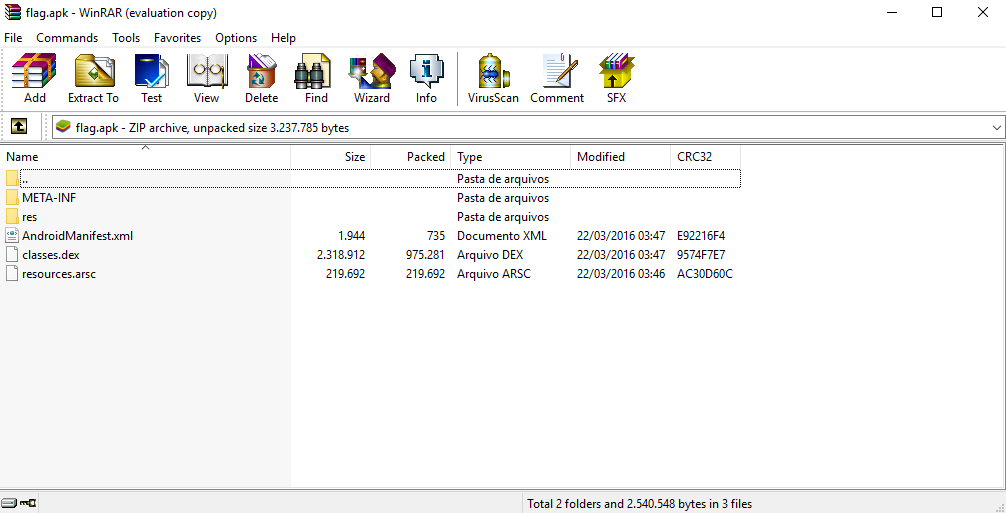 flag.apk - WinRAR (evaluation copy)
File Commands Tools Favorites Options Help
Add Extract To Test View Delete Find Wizard Info VirusScan Comment SFX
flag.apk - ZIP archive, unpacked size 3.237.785 bytes
Name Size Packed Type Modified CRC32
.. Pasta de arquivos
META-INF Pasta de arquivos
res Pasta de arquivos
AndroidManifest.xml 1.944 735 Documento XML 22/03/2016 03:47 E92216F4
classes.dex 2.318.912 975.281 Arquivo DEX 22/03/2016 03:47 9574F7E7
resources.arsc 219.692 219.692 Arquivo ARSC 22/03/2016 03:46 AC30D60C
Total 2 folders and 2.540.548 bytes in 3 files